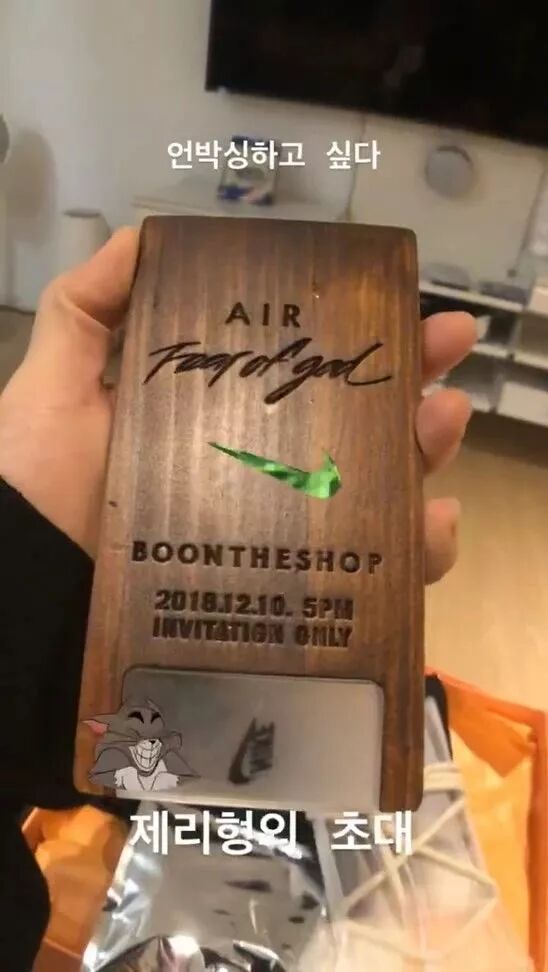 언박싱하고 싶다
AIR
Fear of god
BOONTHESHOP
2018.12.10. 5PM
INVITATION ONLY
NIKE
제리형의 초대